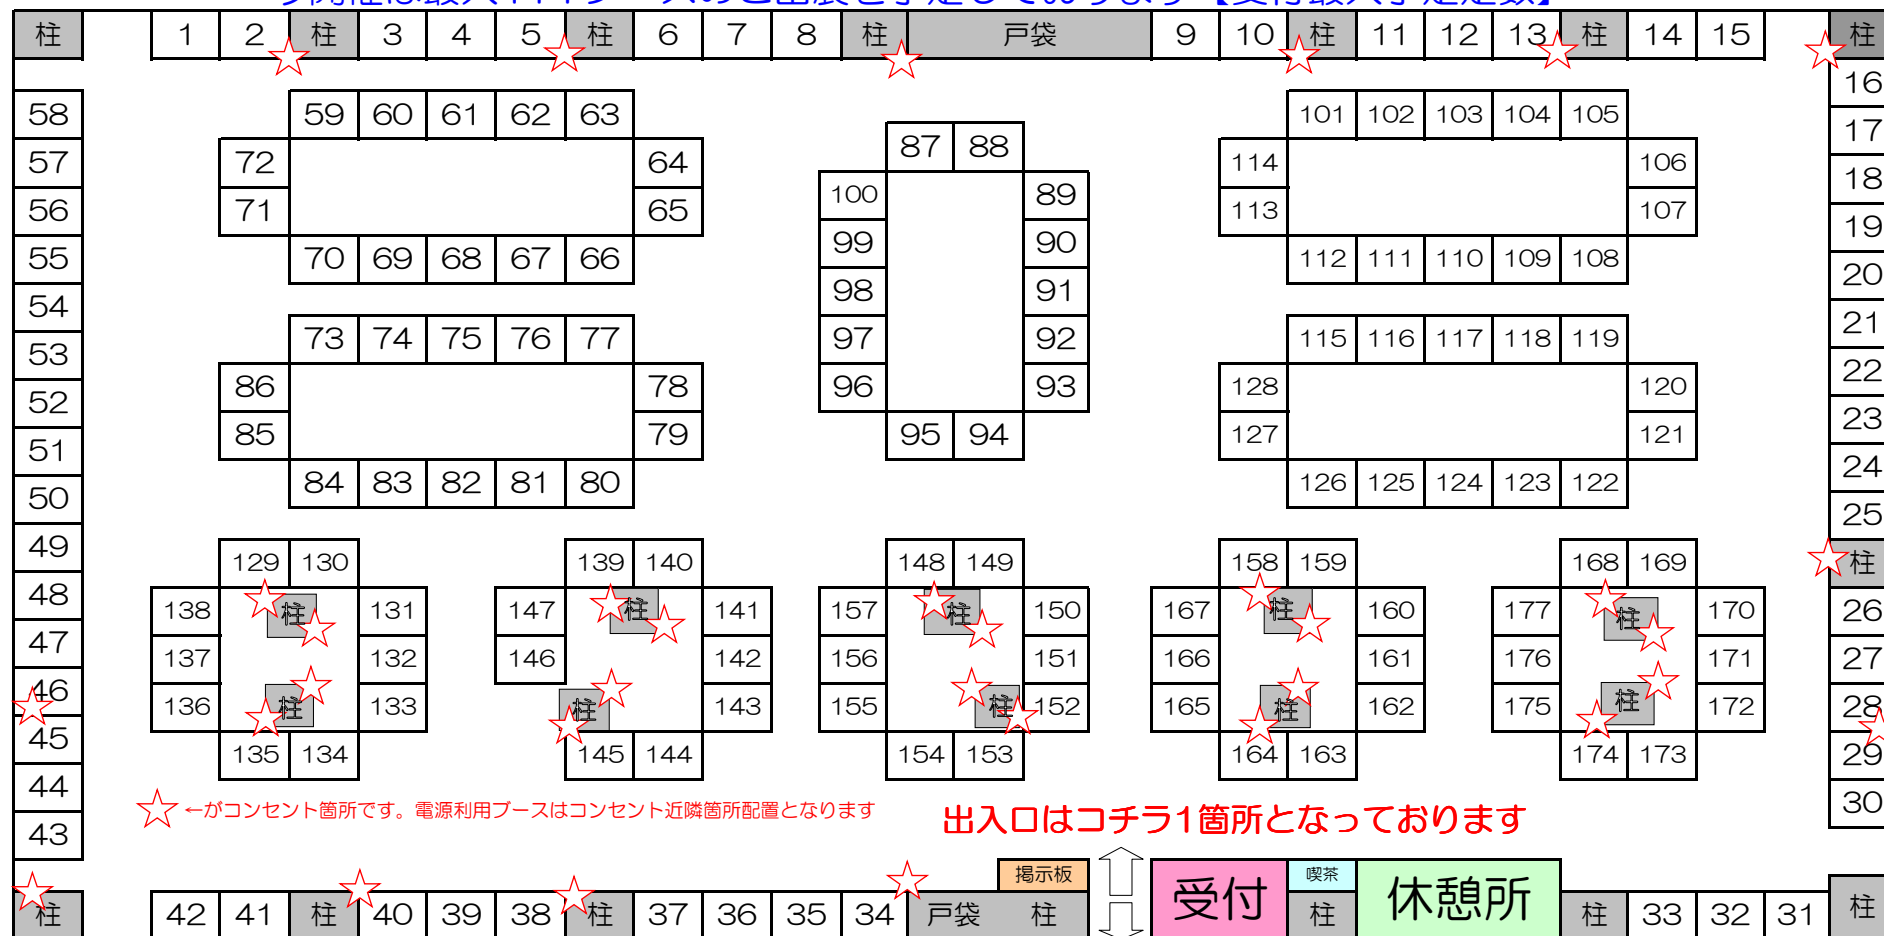 柱 1 2 柱 3 4 5 柱 6 7 8 柱 戸袋 9 10 柱 11 12 13 柱 14 15 柱
16
58 59 60 61 62 63 101 102 103 104 105 17
87 88
57 72 64 114 106 18
100 89
56 71 65 113 107 19
99 90
55 70 69 68 67 66 112 111 110 109 108 20
54 98 91 21
53 73 74 75 76 77 97 92 115 116 117 118 119 22
52 86 78 96 93 128 120 23
51 85 79 95 94 127 121 24
50 84 83 82 81 80 126 125 124 123 122 25
49 129 130 139 140 148 149 158 159 168 169 柱
48 138 柱 131 147 柱 141 157 柱 150 167 柱 160 177 柱 170 26
47 137 132 146 142 156 151 166 161 176 171 27
46 136 柱 133 柱 143 155 柱 152 165 柱 162 175 柱 172 28
45 135 134 145 144 154 153 164 163 174 173 29
44 30
☆←がコンセント箇所です。電源利用ブースはコンセント近隣箇所配置となります
出入口はコチラ1箇所となっております
43
掲示板 受付 喫茶 休憩所
柱 42 41 柱 40 39 38 柱 37 36 35 34 戸袋 柱 柱 柱 33 32 31 柱